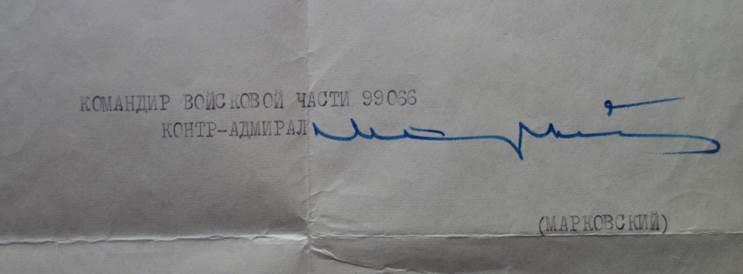 КОМАНДИР ВОЙСКОВОЙ ЧАСТИ 99066
КОНТР-АДМИРАЛ
(МАРКОВСКИЙ)